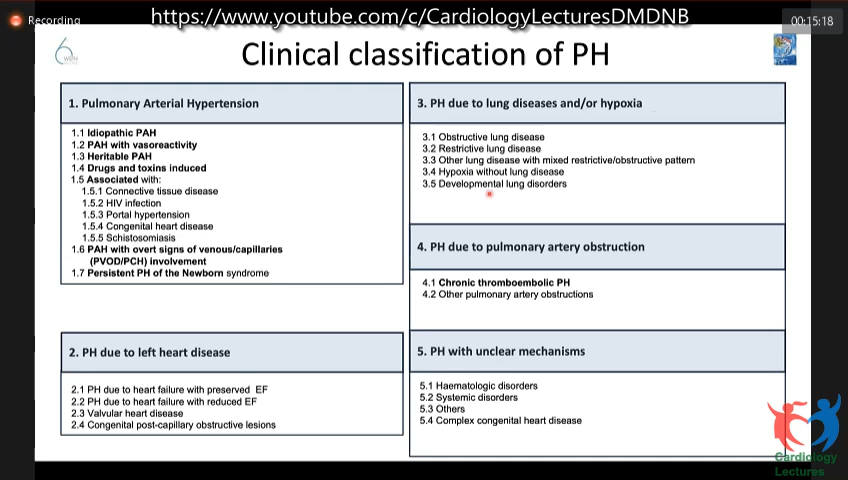 https://www.youtube.com/c/CardiologyLecturesDMDNB
Recording
00:15:18
Clinical classification of PH
1. Pulmonary Arterial Hypertension
1.1 Idiopathic PAH
1.2 PAH with vasoreactivity
1.3 Heritable PAH
1.4 Drugs and toxins induced
1.5 Associated with:
1.5.1 Connective tissue disease
1.5.2 HIV infection
1.5.3 Portal hypertension
1.5.4 Congenital heart disease
1.5.5 Schistosomiasis
1.6 PAH with overt signs of venous/capillaries
(PVOD/PCH) involvement
1.7 Persistent PH of the Newborn syndrome
2. PH due to left heart disease
2.1 PH due to heart failure with preserved EF
2.2 PH due to heart failure with reduced EF
2.3 Valvular heart disease
2.4 Congenital post-capillary obstructive lesions
3. PH due to lung diseases and/or hypoxia
3.1 Obstructive lung disease
3.2 Restrictive lung disease
3.3 Other lung disease with mixed restrictive/obstructive pattern
3.4 Hypoxia without lung disease
3.5 Developmental lung disorders
4. PH due to pulmonary artery obstruction
4.1 Chronic thromboembolic PH
4.2 Other pulmonary artery obstructions
5. PH with unclear mechanisms
5.1 Haematologic disorders
5.2 Systemic disorders
5.3 Others
5.4 Complex congenital heart disease
Cardiology
Lectures